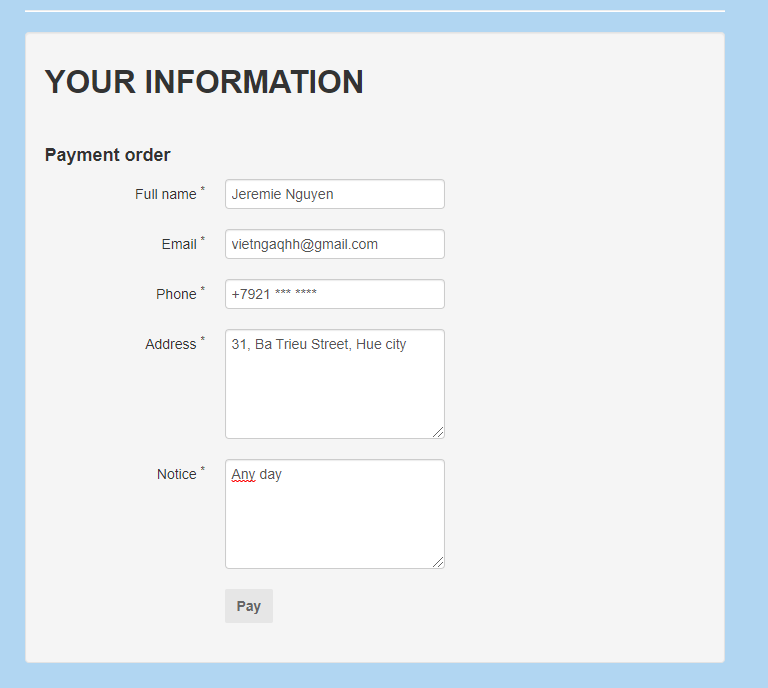 YOUR INFORMATION
Payment order
Full name * Jeremie Nguyen
Email * vietngaqhh@gmail.com
Phone * +7921 *** ****
Address * 31, Ba Trieu Street, Hue city
Notice * Any day
Pay